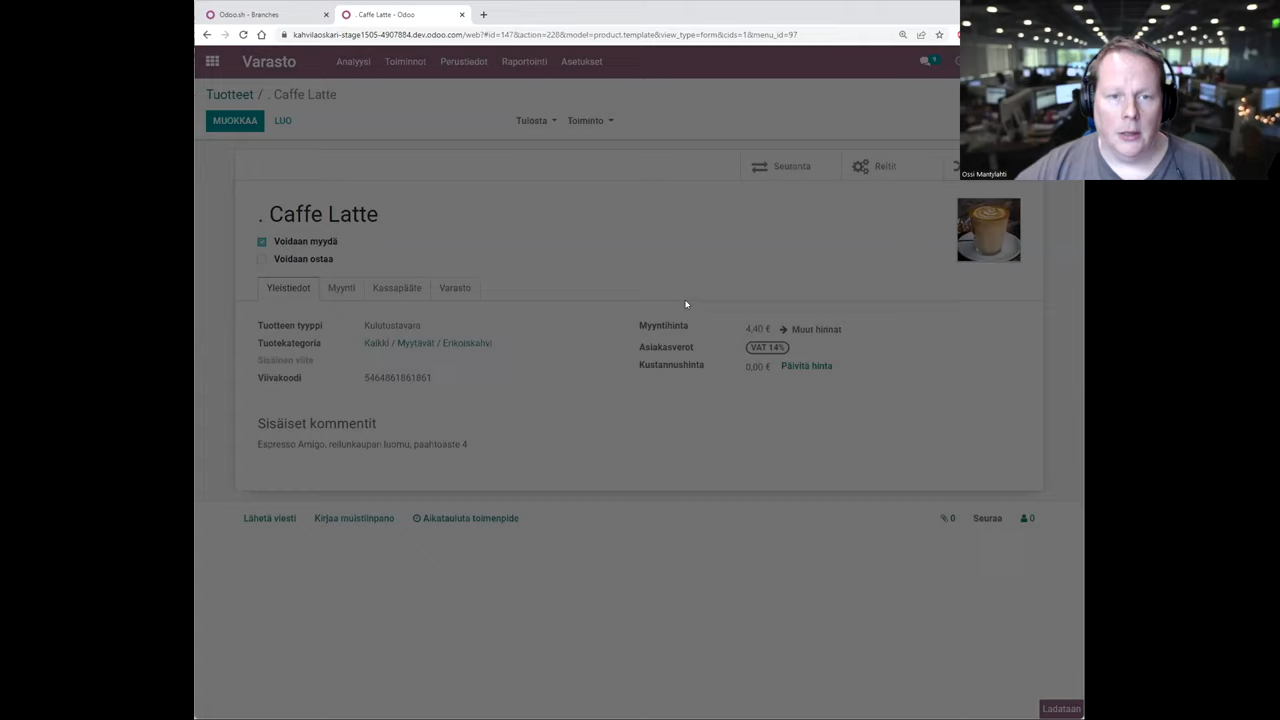 Odoo.sh - Branches
. Caffe Latte - Odoo
kahvilaoskari-stage1505-4907884.dev.odoo.com/web?#id=147&action=228&model=product.template&view_type=form&cids=1&menu_id=97
Varasto Analyysi Toiminnot Perustiedot Raportointi Asetukset
Tuotteet / . Caffe Latte
MUOKKAA LUO Tulosta Toiminto
Ossi Mantylahti
Seuranta Reitit
. Caffe Latte
Voidaan myydä
Voidaan ostaa
Yleistiedot Myynti Kassapääte Varasto
Tuotteen tyyppi Kulutustavara
Tuotekategoria Kaikki / Myytävät / Erikoiskahvi
Sisäinen viite
Viivakoodi 5464861861861
Myyntihinta 4,40 € Muut hinnat
Asiakasverot VAT 14%
Kustannushinta 0,00 € Päivitä hinta
Sisäiset kommentit
Espresso Amigo, reilunkaupan luomu, paahtoaste 4
Lähetä viesti Kirjaa muistiinpano Aikatauluta toimenpide 0 Seuraa 0
Ladataan